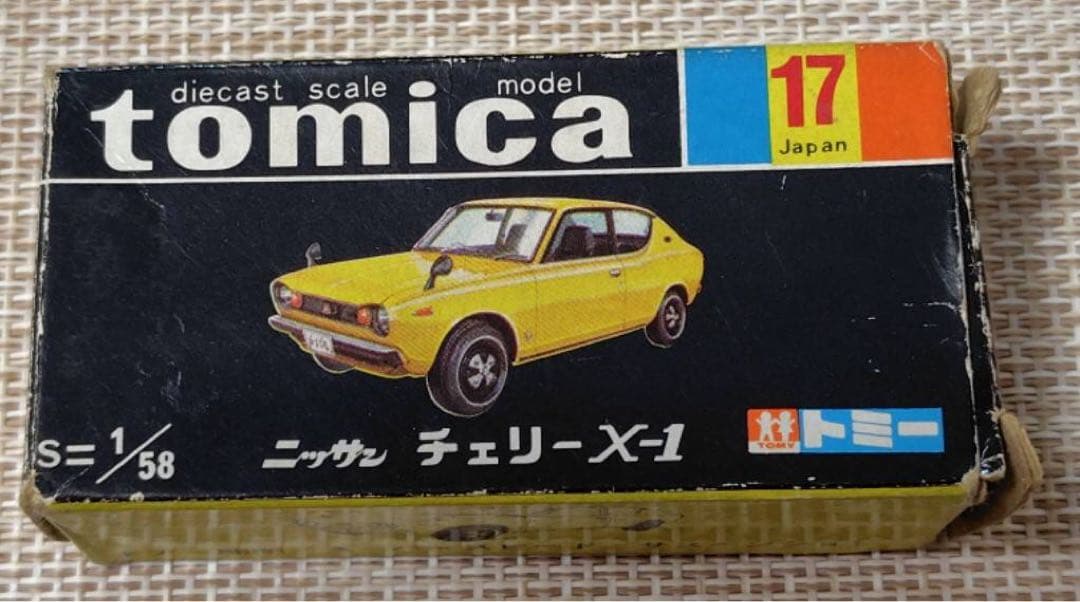 diecast scale model
tomica
17
Japan
S=1/58
ニッサン チェリーX-1
TOMY
トミー